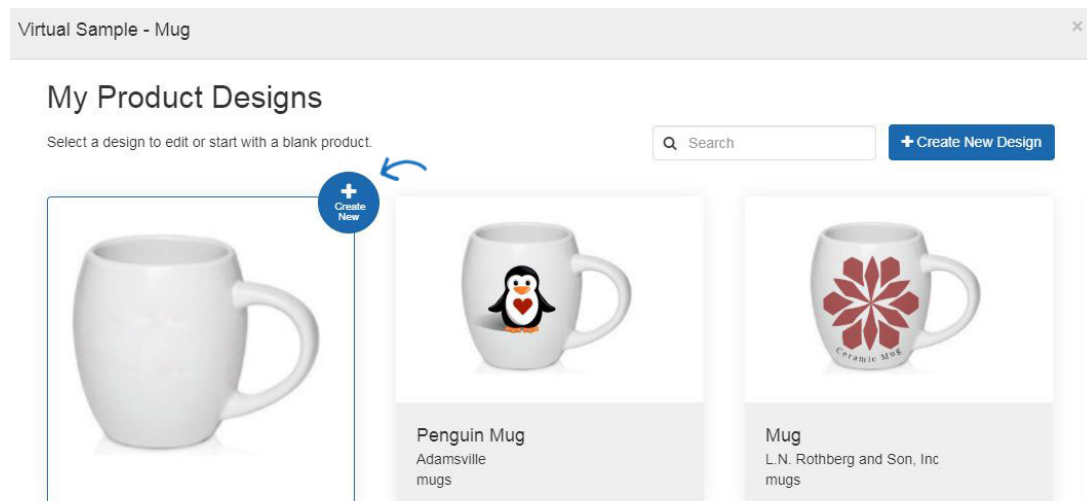 Virtual Sample - Mug
×
My Product Designs
Select a design to edit or start with a blank product.
Search
+ Create New Design
+
Create
New
Ceramic Mug
Penguin Mug
Adamsville
mugs
Mug
L.N. Rothberg and Son, Inc
mugs